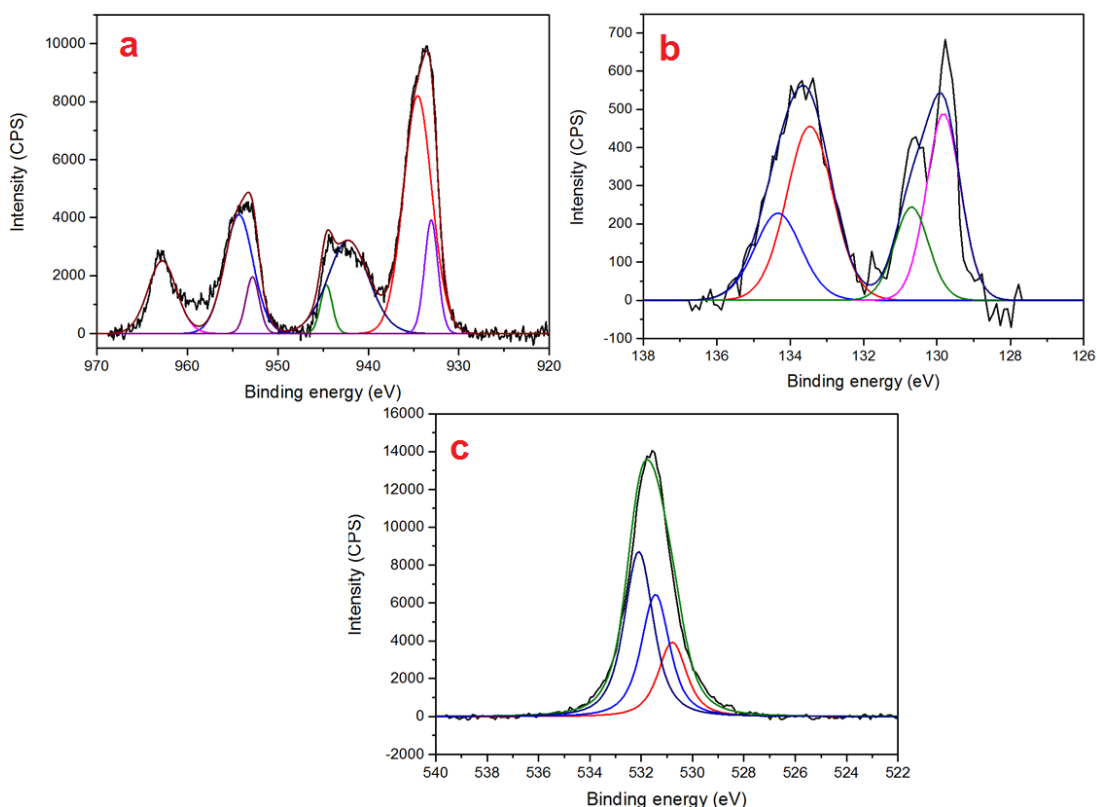 a
Intensity (CPS)
10000
8000
6000
4000
2000
0
970 960 950 940 930 920
Binding energy (eV)
b
Intensity (CPS)
700
600
500
400
300
200
100
0
-100
138 136 134 132 130 128 126
Binding energy (eV)
c
Intensity (CPS)
16000
14000
12000
10000
8000
6000
4000
2000
0
-2000
540 538 536 534 532 530 528 526 524 522
Binding energy (eV)